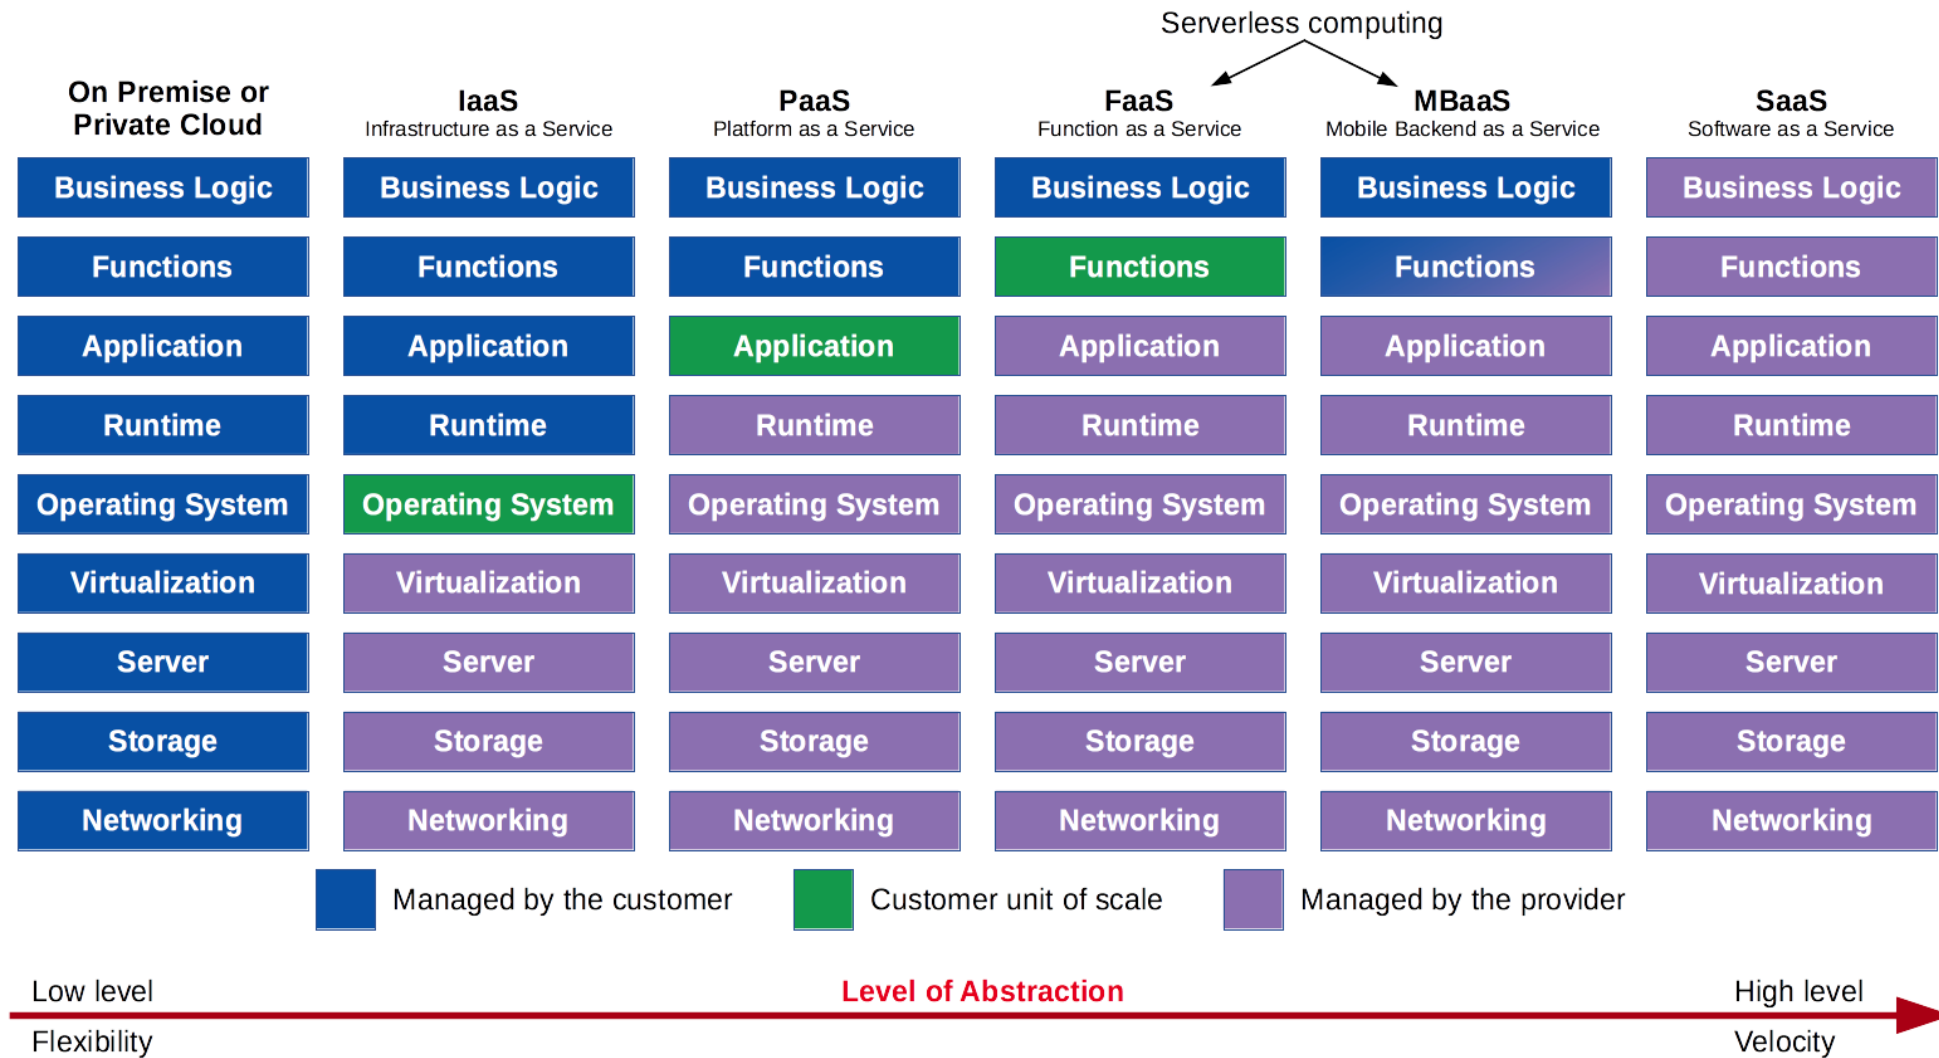 Serverless computing
On Premise or
Private Cloud
IaaS
Infrastructure as a Service
PaaS
Platform as a Service
FaaS
Function as a Service
MBaaS
Mobile Backend as a Service
SaaS
Software as a Service
Business Logic Business Logic Business Logic Business Logic Business Logic Business Logic
Functions Functions Functions Functions Functions Functions
Application Application Application Application Application Application
Runtime Runtime Runtime Runtime Runtime Runtime
Operating System Operating System Operating System Operating System Operating System Operating System
Virtualization Virtualization Virtualization Virtualization Virtualization Virtualization
Server Server Server Server Server Server
Storage Storage Storage Storage Storage Storage
Networking Networking Networking Networking Networking Networking
Managed by the customer Customer unit of scale Managed by the provider
Low level Level of Abstraction High level
Flexibility Velocity